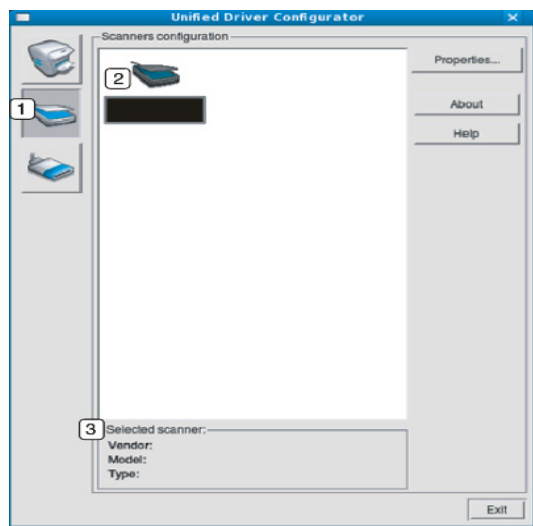 Unified Driver Configurator
Scanners configuration
Properties...
2
1
About
Help
3
Selected scanner:
Vendor:
Model:
Type:
Exit